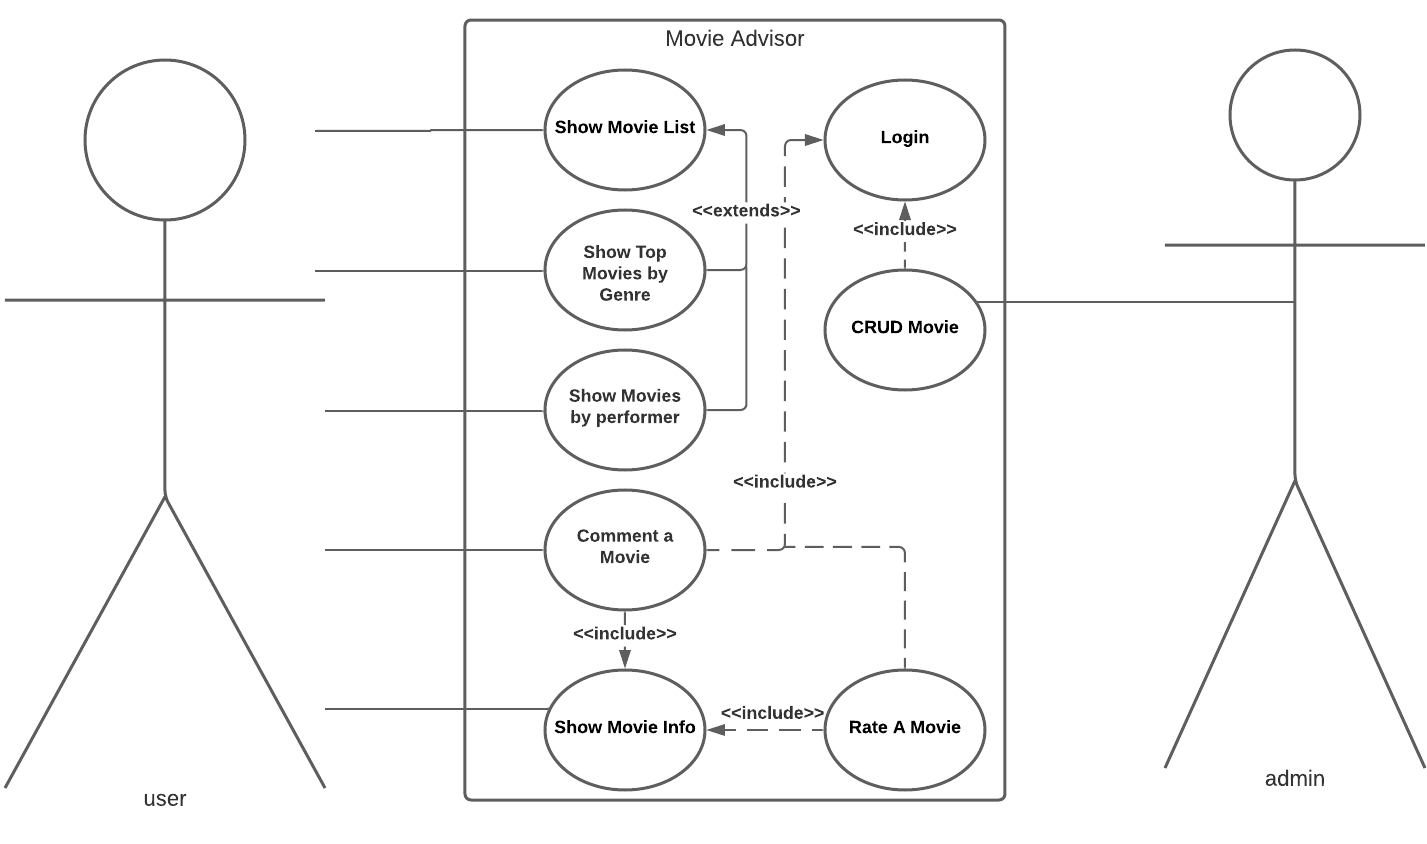 Movie Advisor
Show Movie List
Login
<<extends>>
<<include>>
Show Top
Movies by
Genre
CRUD Movie
Show Movies
by performer
<<include>>
Comment a
Movie
<<include>>
<<include>>
Show Movie Info
Rate A Movie
user
admin